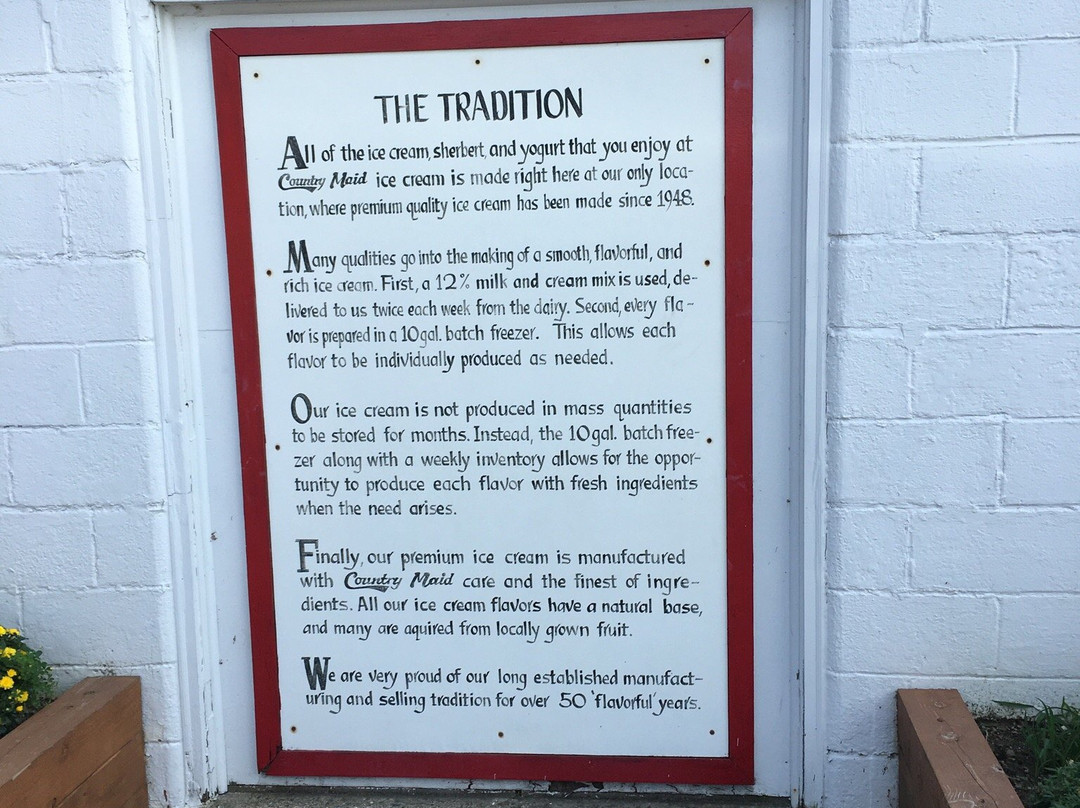 THE TRADITION
All of the ice cream, sherbert, and yogurt that you enjoy at
Country Maid ice cream is made right here at our only loca-
tion, where premium quality ice cream has been made since 1948.
Many qualities go into the making of a smooth, flavorful, and
rich ice cream. First, a 12% milk and cream mix is used, de-
livered to us twice each week from the dairy. Second, every fla-
vor is prepared in a 10gal. batch freezer. This allows each
flavor to be individually produced as needed.
Our ice cream is not produced in mass quantities
to be stored for months. Instead, the 10gal. batch free-
zer along with a weekly inventory allows for the oppor-
tunity to produce each flavor with fresh ingredients
when the need arises.
Finally, our premium ice cream is manufactured
with Country Maid care and the finest of ingre-
dients. All our ice cream flavors have a natural base,
and many are aquired from locally grown fruit.
We are very proud of our long established manufact-
uring and selling tradition for over 50 'flavorful' years.